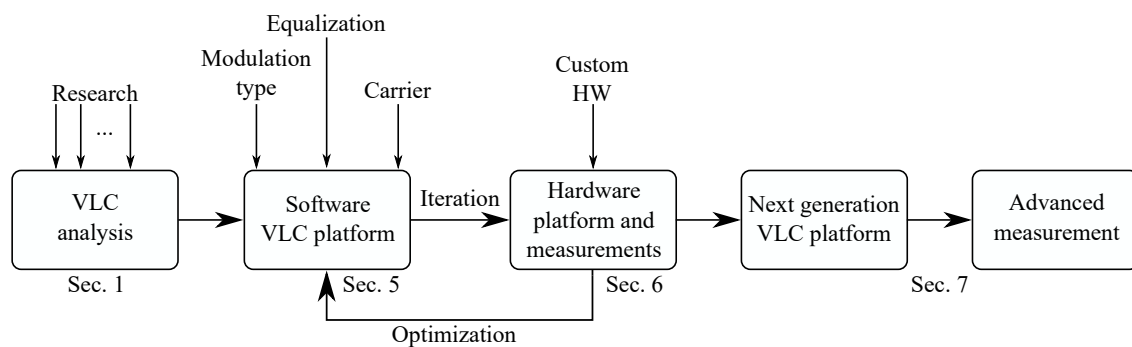 Equalization
Modulation
type
Custom
HW
Research
...
Carrier
VLC
analysis
Software
VLC platform
Iteration
Hardware
platform and
measurements
Next generation
VLC platform
Advanced
measurement
Sec. 1
Sec. 5
Sec. 6
Sec. 7
Optimization